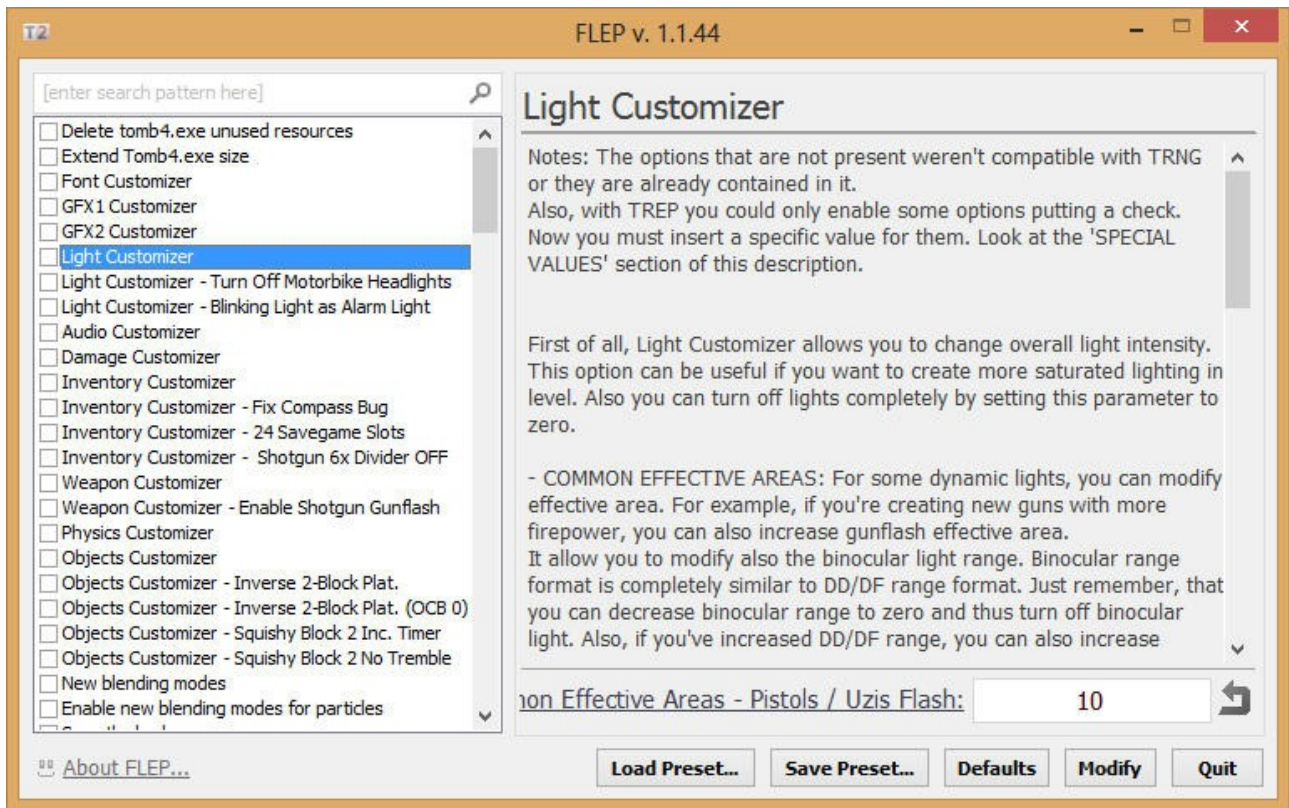 T2
FLEP v. 1.1.44
[enter search pattern here]
Delete tomb4.exe unused resources
Extend Tomb4.exe size
Font Customizer
GFX1 Customizer
GFX2 Customizer
Light Customizer
Light Customizer - Turn Off Motorbike Headlights
Light Customizer - Blinking Light as Alarm Light
Audio Customizer
Damage Customizer
Inventory Customizer
Inventory Customizer - Fix Compass Bug
Inventory Customizer - 24 Savegame Slots
Inventory Customizer -  Shotgun 6x Divider OFF
Weapon Customizer
Weapon Customizer - Enable Shotgun Gunflash
Physics Customizer
Objects Customizer
Objects Customizer - Inverse 2-Block Plat.
Objects Customizer - Inverse 2-Block Plat. (OCB 0)
Objects Customizer - Squishy Block 2 Inc. Timer
Objects Customizer - Squishy Block 2 No Tremble
New blending modes
Enable new blending modes for particles
Light Customizer
Notes: The options that are not present weren't compatible with TRNG
or they are already contained in it.
Also, with TREP you could only enable some options putting a check.
Now you must insert a specific value for them. Look at the 'SPECIAL
VALUES' section of this description.
First of all, Light Customizer allows you to change overall light intensity.
This option can be useful if you want to create more saturated lighting in
level. Also you can turn off lights completely by setting this parameter to
zero.
- COMMON EFFECTIVE AREAS: For some dynamic lights, you can modify
effective area. For example, if you're creating new guns with more
firepower, you can also increase gunflash effective area.
It allow you to modify also the binocular light range. Binocular range
format is completely similar to DD/DF range format. Just remember, that
you can decrease binocular range to zero and thus turn off binocular
light. Also, if you've increased DD/DF range, you can also increase
non Effective Areas - Pistols / Uzis Flash:
10
About FLEP...
Load Preset...
Save Preset...
Defaults
Modify
Quit